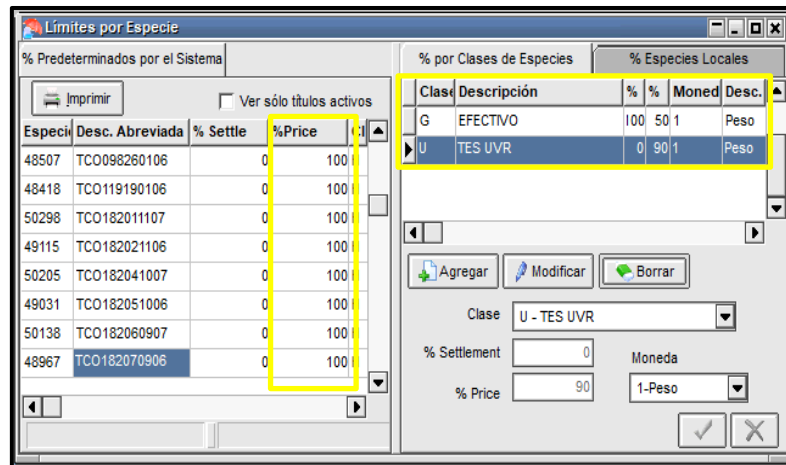 Límites por Especie
% Predeterminados por el Sistema
Imprimir
Ver sólo títulos activos
Especie Desc. Abreviada % Settle %Price
48507 TCO098260106 0 100
48418 TCO119190106 0 100
50298 TCO182011107 0 100
49115 TCO182021106 0 100
50205 TCO182041007 0 100
49031 TCO182051006 0 100
50138 TCO182060907 0 100
48967 TCO182070906 0 100
% por Clases de Especies
% Especies Locales
Clase Descripción % % Moned Desc.
G EFECTIVO 100 50 1 Peso
U TES UVR 0 90 1 Peso
Agregar
Modificar
Borrar
Clase U - TES UVR
% Settlement 0
Moneda
% Price 90
1-Peso